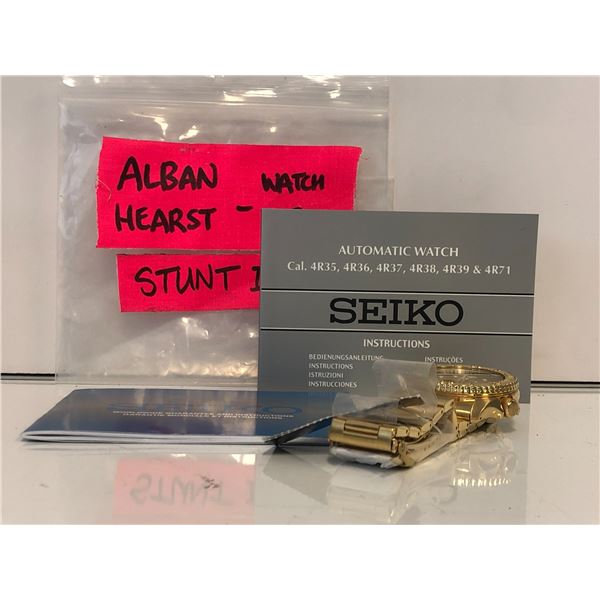 ALBAN
WATCH
HEARST -
STUNT
AUTOMATIC WATCH
Cal. 4R35, 4R36, 4R37, 4R38, 4R39 & 4R71
SEIKO
INSTRUCTIONS
BEDIENUNGSANLEITUNG
INSTRUCTIONS
ISTRUZIONI
INSTRUCCIONES
INSTRUÇÕES